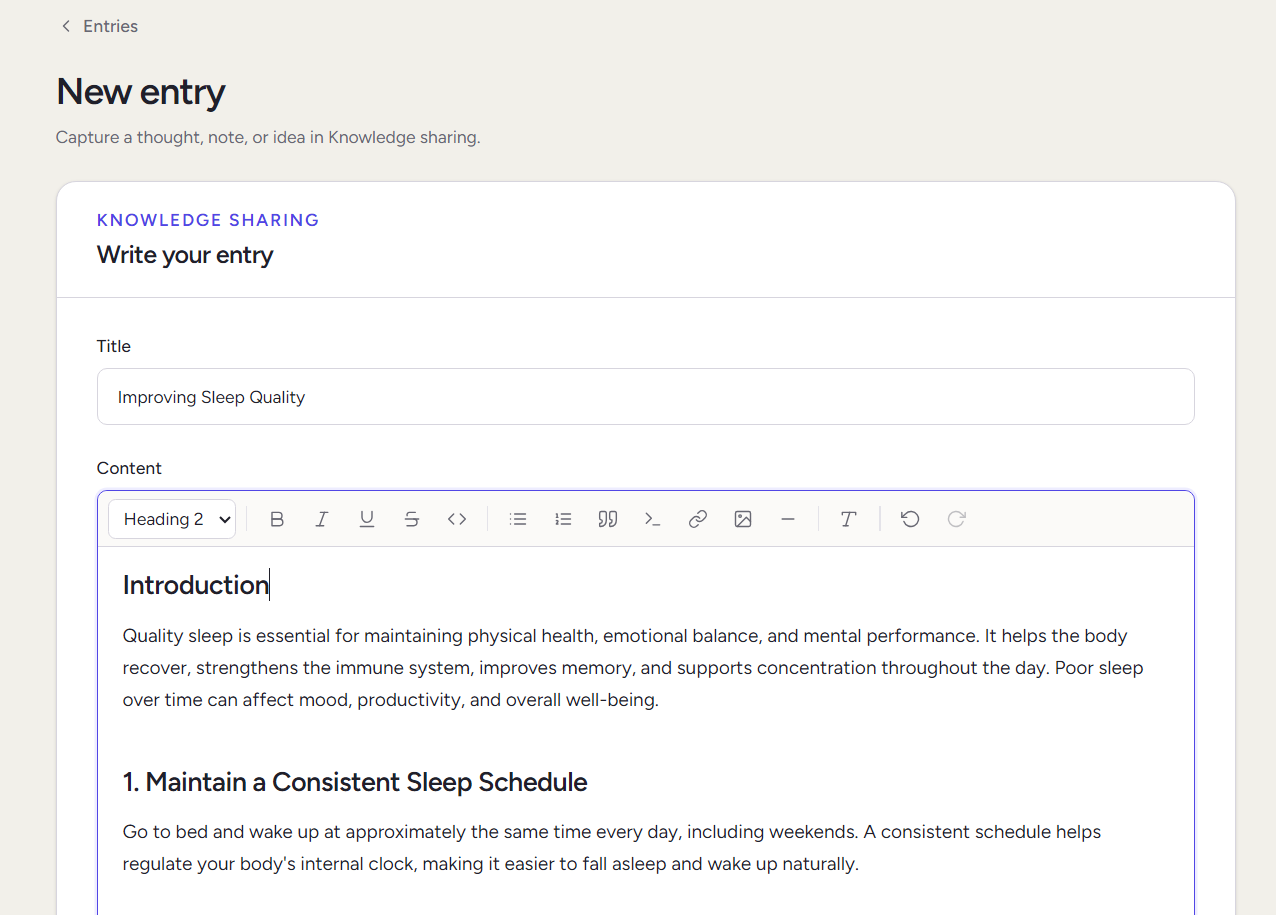 Entries
New entry
Capture a thought, note, or idea in Knowledge sharing.
KNOWLEDGE SHARING
Write your entry
Title
Improving Sleep Quality
Content
Heading 2
Introduction
Quality sleep is essential for maintaining physical health, emotional balance, and mental performance. It helps the body
recover, strengthens the immune system, improves memory, and supports concentration throughout the day. Poor sleep
over time can affect mood, productivity, and overall well-being.
1. Maintain a Consistent Sleep Schedule
Go to bed and wake up at approximately the same time every day, including weekends. A consistent schedule helps
regulate your body's internal clock, making it easier to fall asleep and wake up naturally.